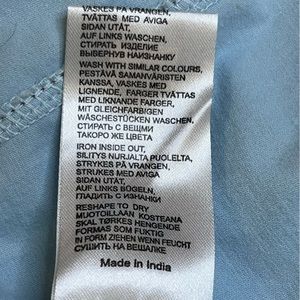 VASKES PÅ VRANGEN,
TVÄTTAS MED AVIGA
SIDAN UTÅT,
AUF LINKS WASCHEN,
СТИРАТЬ ИЗДЕЛИЕ
ВЫВЕРНУВ НАИЗНАНКУ
WASH WITH SIMILAR COLOURS,
PESTÄVÄ SAMANVÄRISTEN
KANSSA, VASKES MED
LIGNENDE, FARGER TVÄTTAS
MED LIKNANDE FARGER,
MIT GLEICHFARBIGEN
WÄSCHESTÜCKEN WASCHEN,
СТИРАТЬ С ВЕЩМИ
ТАКОРО ЖЕ ЦВЕТА
IRON INSIDE OUT,
SILITYS NURJALTA PUOLELTA,
STRYKES PÅ VRANGEN,
STRUKES MED AVIGA
SIDAN UTÅT,
AUF LINKS BÜGELN,
ГЛАДИТЬ С ИЗНАНКИ
RESHAPE TO DRY
MUOTOILLAAN KOSTEANA
SKAL TØRKES HENGENDE
FORMAS SOM FUKTIG
IN FORM ZIEHEN WENN FEUCHT
СУШИТЬ НА ВЕШАЛКЕ
Made in India